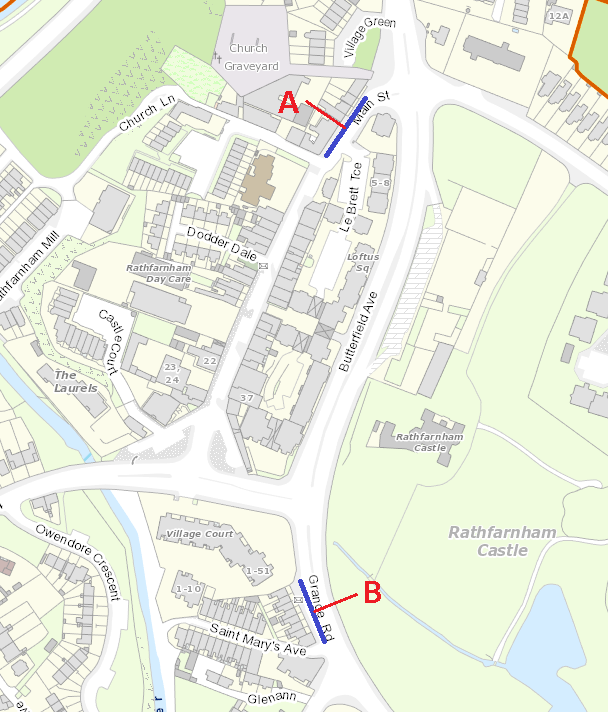 12A
Village Green
Church
Graveyard
A
Main St
Church Ln
Le Brett Tce
5-8
Dodder Dale
Loftus
Sq
Rathfarnham
Day Care
Rathfarnham Mill
Castle Court
Butterfield Ave
The
Laurels
23
24
22
37
Rathfarnham
Castle
Rathfarnham
Castle
Owendore Crescent
Village Court
1-51
1-10
Grange Rd
B
Saint Mary's Ave
Glenann